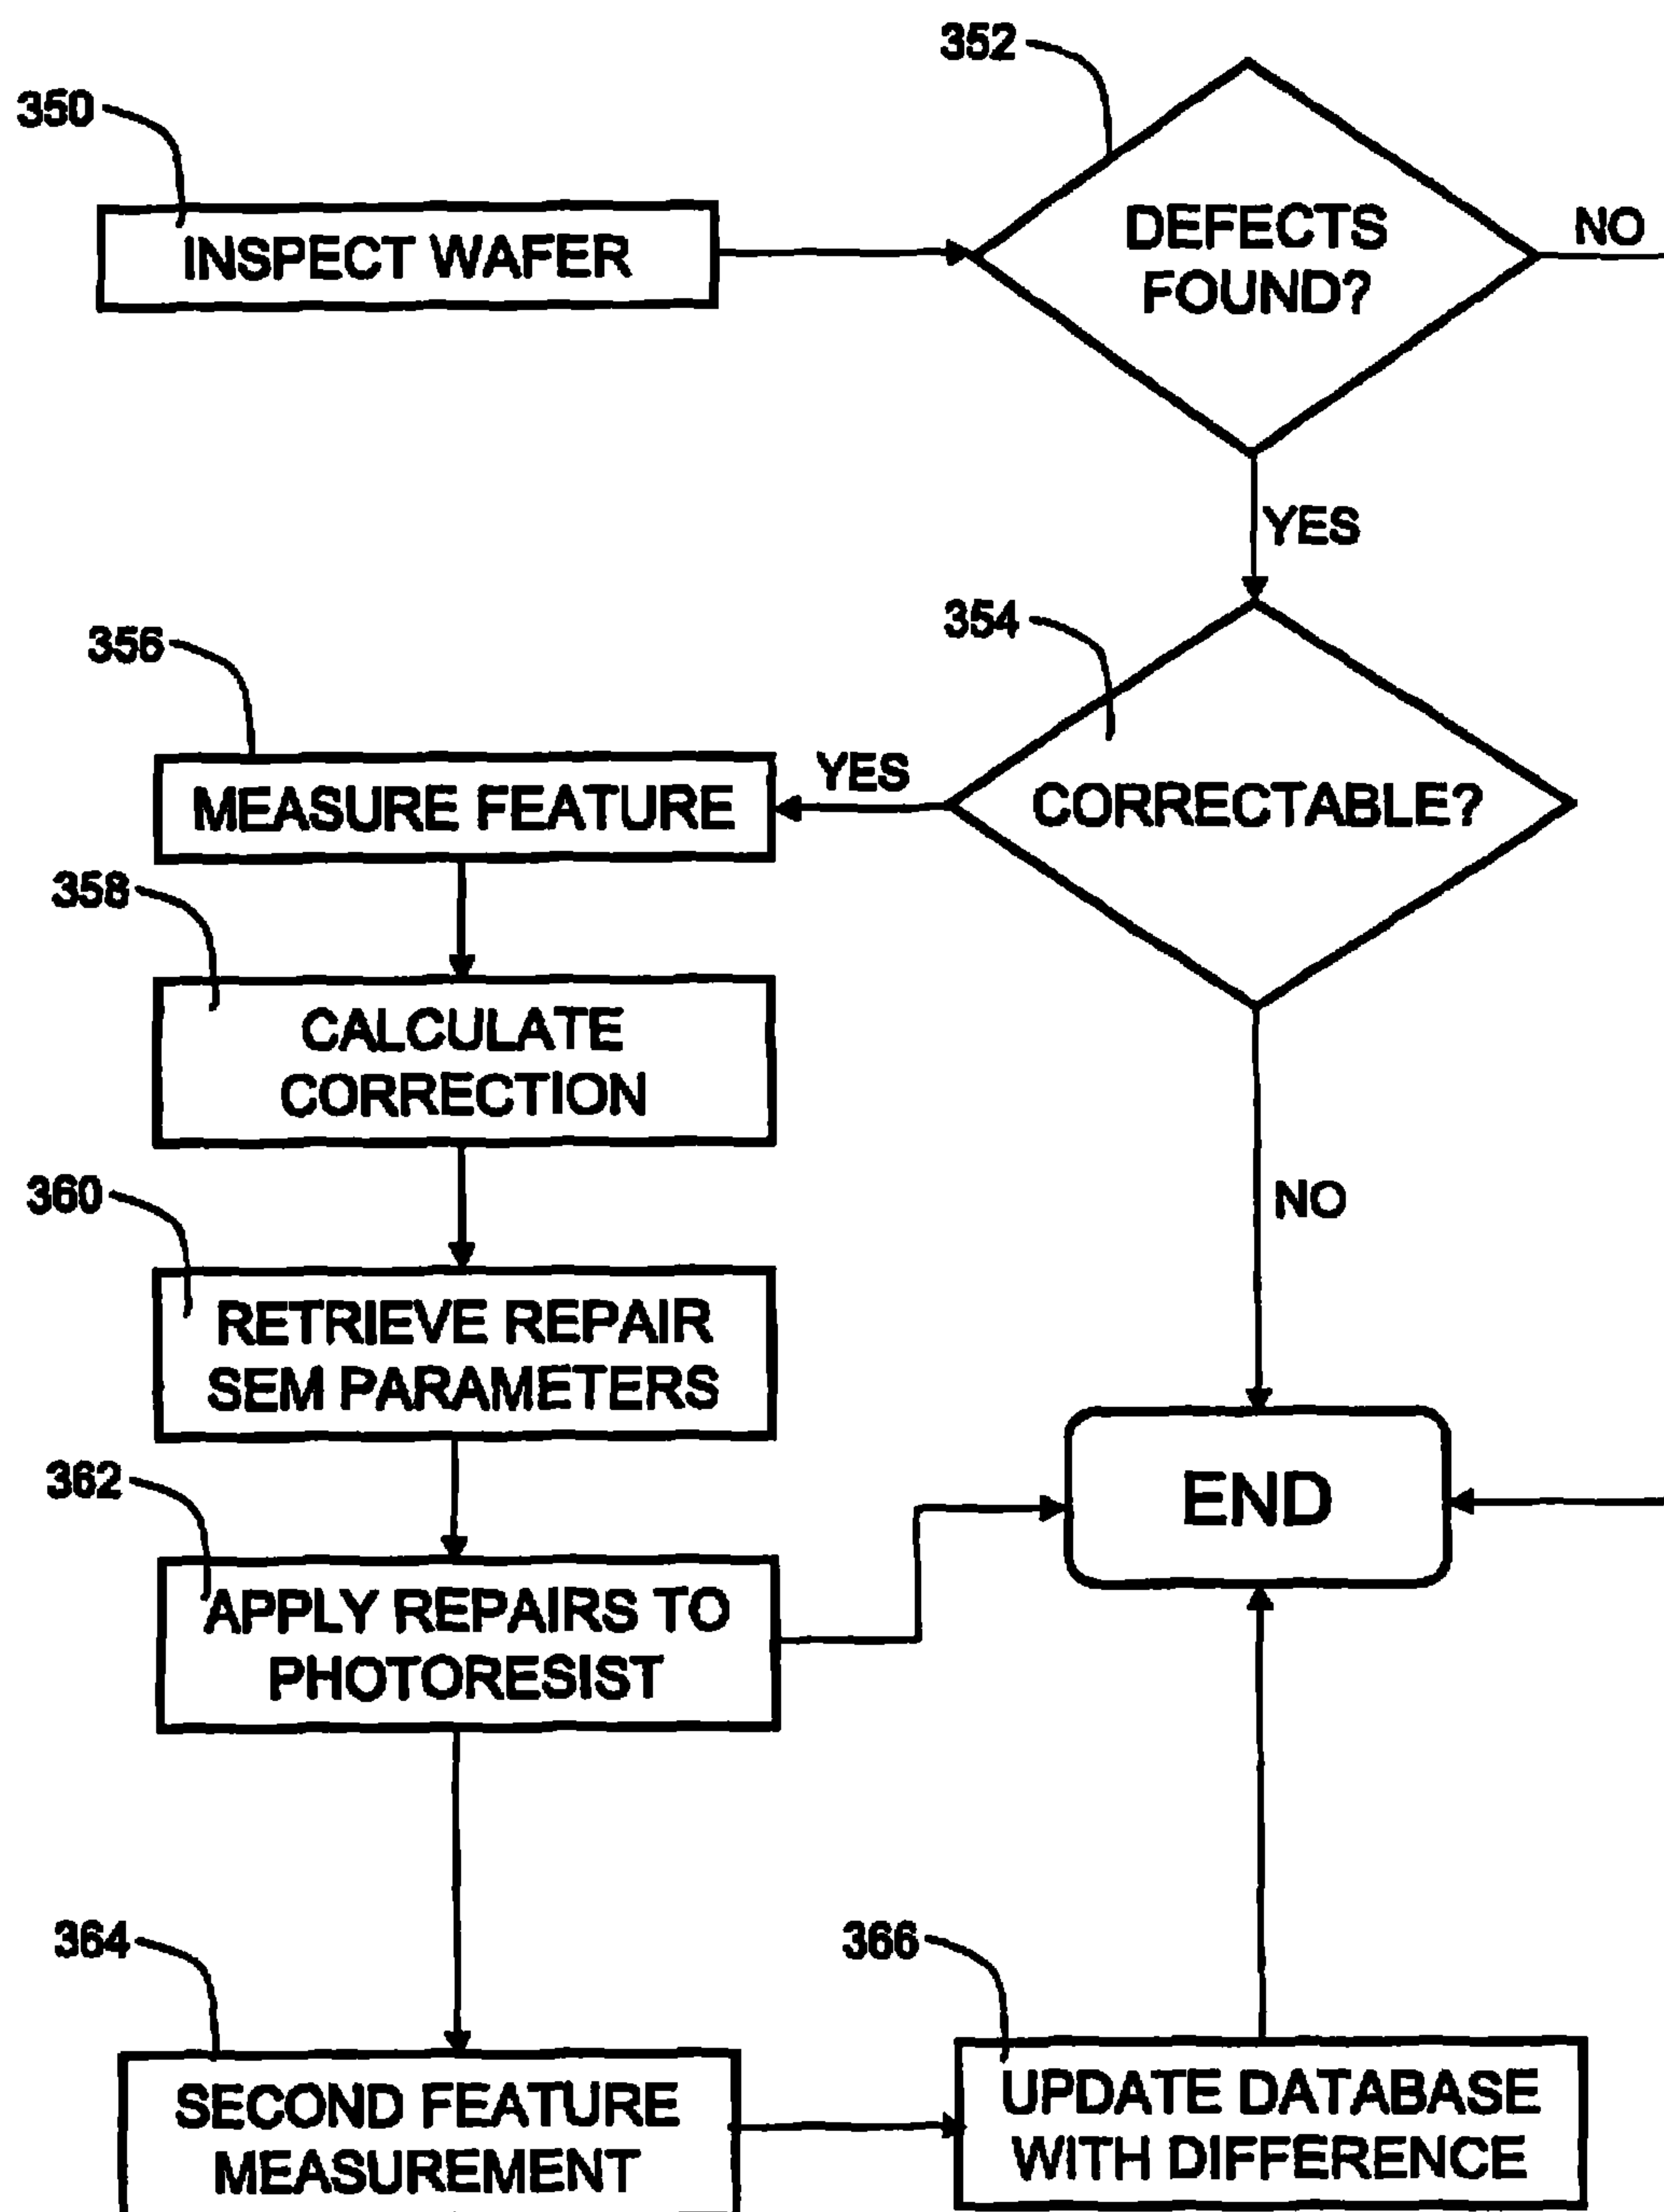 350
INSPECT WAFER
352
DEFECTS
FOUND?
NO
YES
354
CORRECTABLE?
YES
NO
356
MEASURE FEATURE
358
CALCULATE
CORRECTION
360
RETRIEVE REPAIR
SEM PARAMETERS
362
APPLY REPAIRS TO
PHOTORESIST
END
364
SECOND FEATURE
MEASUREMENT
366
UPDATE DATABASE
WITH DIFFERENCE